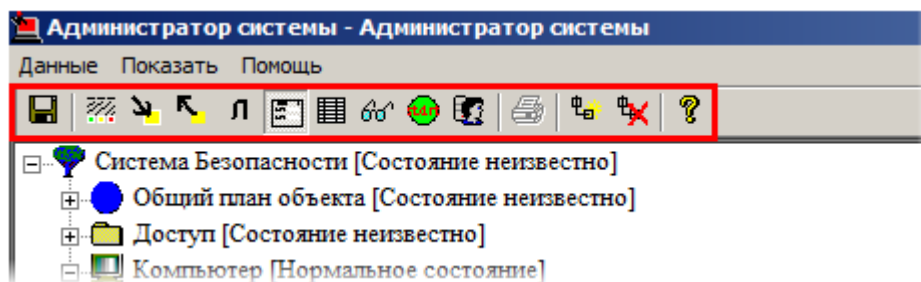 Администратор системы - Администратор системы
Данные Показать Помощь
Л
Система Безопасности [Состояние неизвестно]
Общий план объекта [Состояние неизвестно]
Доступ [Состояние неизвестно]
Компьютер [Нормальное состояние]